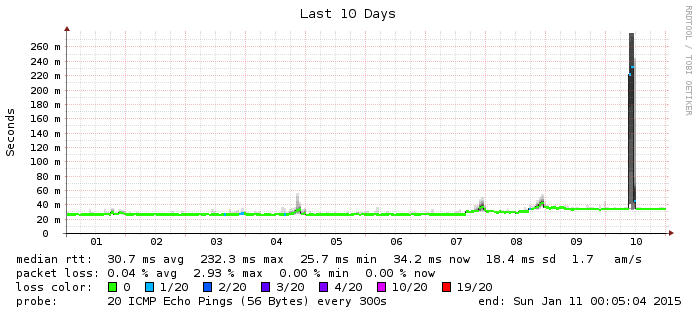 Last 10 Days
RRDTOOL / TOBI OETIKER
Seconds
260 m
240 m
220 m
200 m
180 m
160 m
140 m
120 m
100 m
80 m
60 m
40 m
20 m
0
01 02 03 04 05 06 07 08 09 10
median rtt: 30.7 ms avg 232.3 ms max 25.7 ms min 34.2 ms now 18.4 ms sd 1.7 am/s
packet loss: 0.04 % avg 2.93 % max 0.00 % min 0.00 % now
loss color: 0 1/20 2/20 3/20 4/20 10/20 19/20
probe: 20 ICMP Echo Pings (56 Bytes) every 300s end: Sun Jan 11 00:05:04 2015